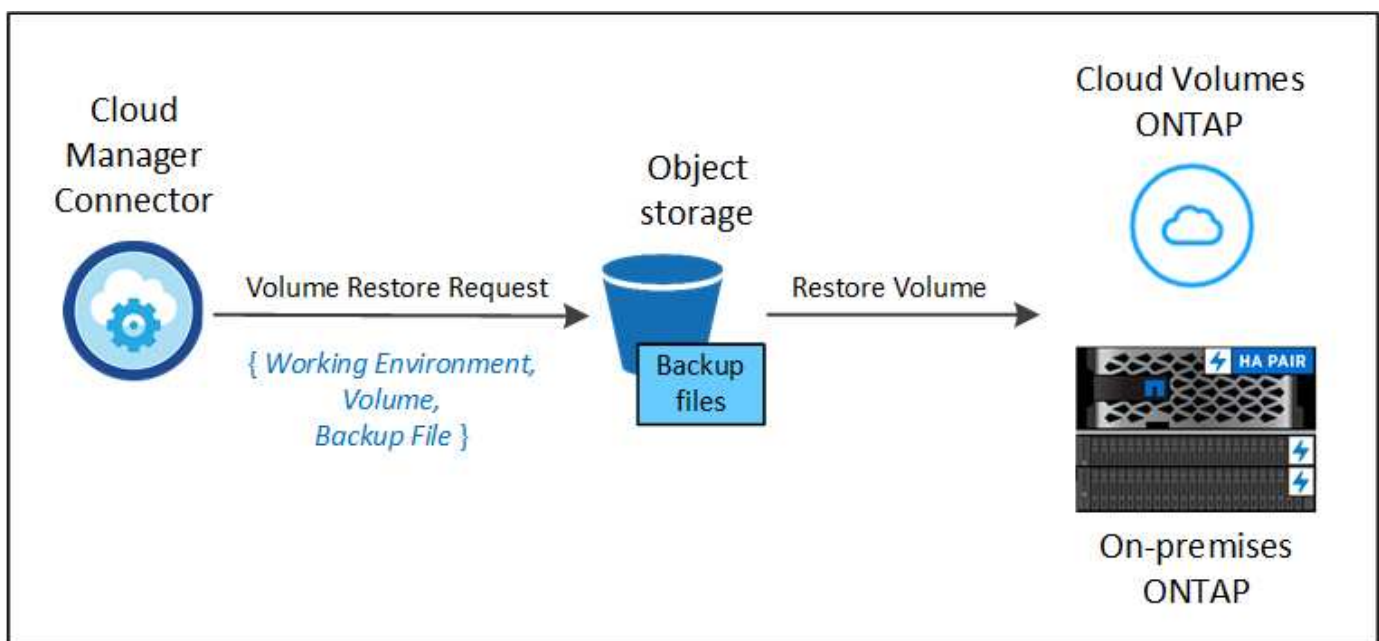 Cloud
Manager
Connector
Volume Restore Request
{ Working Environment,
Volume,
Backup File }
Object
storage
Backup
files
Restore Volume
Cloud Volumes
ONTAP
HA PAIR
On-premises
ONTAP